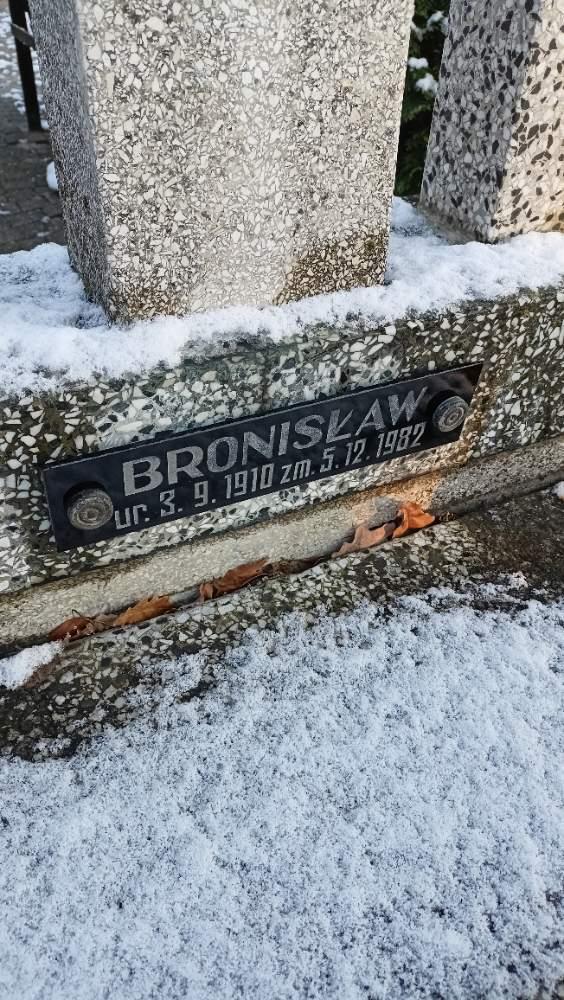 BRONISŁAW
ur. 3. 9. 1910 zm. 5. 12. 1982